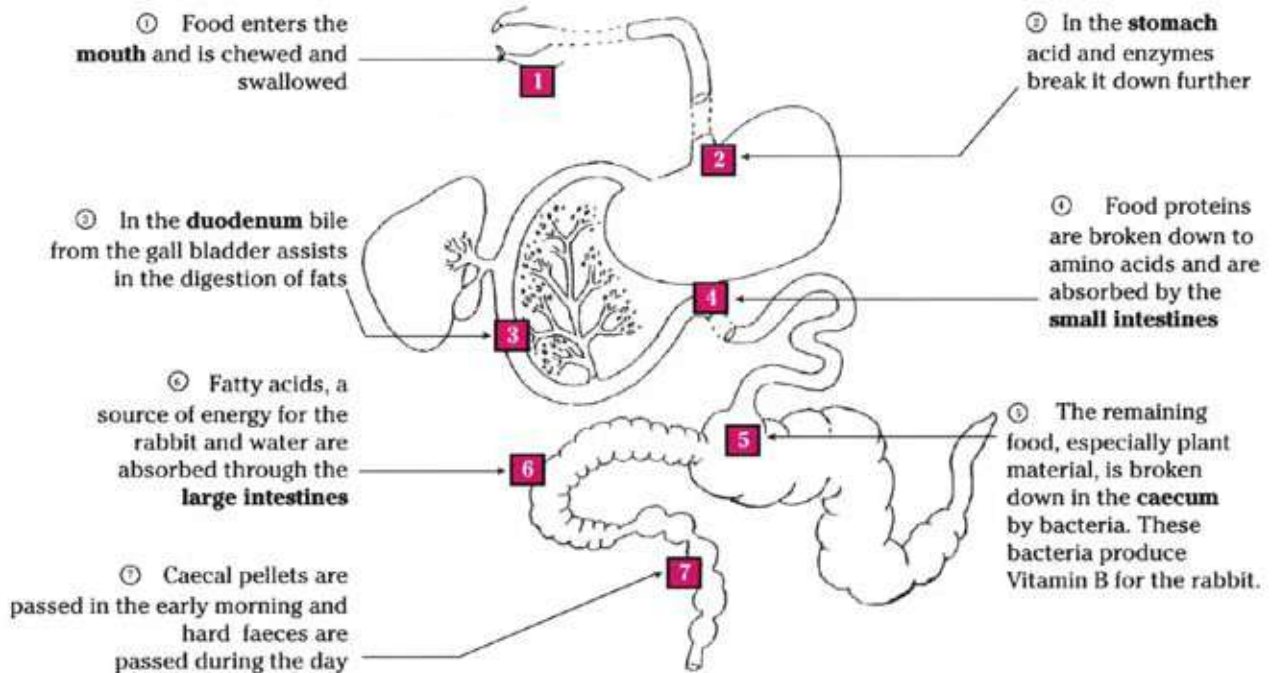 ① Food enters the
mouth and is chewed and
swallowed
1
② In the stomach
acid and enzymes
break it down further
2
③ In the duodenum bile
from the gall bladder assists
in the digestion of fats
3
④ Food proteins
are broken down to
amino acids and are
absorbed by the
small intestines
4
⑤ The remaining
food, especially plant
material, is broken
down in the caecum
by bacteria. These
bacteria produce
Vitamin B for the rabbit.
5
⑥ Fatty acids, a
source of energy for the
rabbit and water are
absorbed through the
large intestines
6
⑦ Caecal pellets are
passed in the early morning and
hard faeces are
passed during the day
7